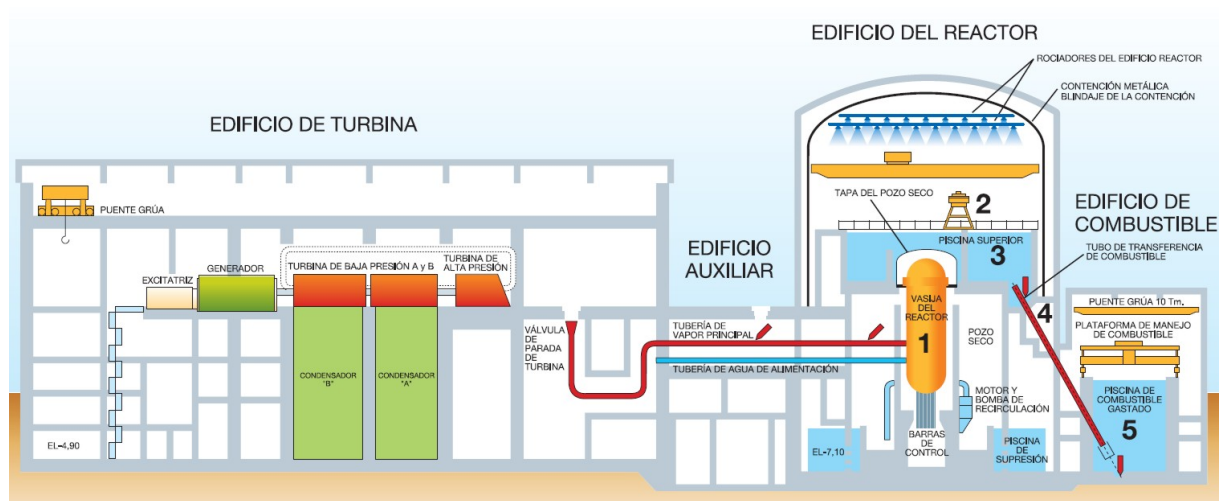 EDIFICIO DEL REACTOR
ROCIADORES DEL EDIFICIO REACTOR
CONTENCIÓN METÁLICA
BLINDAJE DE LA CONTENCIÓN
EDIFICIO DE TURBINA
PUENTE GRÚA
EXCITATRIZ
GENERADOR
TURBINA DE BAJA PRESIÓN A y B
TURBINA DE
ALTA PRESIÓN
CONDENSADOR
"B"
CONDENSADOR
"A"
EL-4,90
VÁLVULA
DE
PARADA
DE
TURBINA
EDIFICIO
AUXILIAR
TUBERÍA DE
VAPOR PRINCIPAL
TUBERÍA DE AGUA DE ALIMENTACIÓN
TAPA DEL POZO SECO
2
PISCINA SUPERIOR
3
VASIJA
DEL
REACTOR
1
POZO
SECO
MOTOR Y
BOMBA DE
RECIRCULACIÓN
BARRAS
DE
CONTROL
EL-7,10
PISCINA
DE
SUPRESIÓN
EDIFICIO DE
COMBUSTIBLE
TUBO DE TRANSFERENCIA
DE COMBUSTIBLE
4
PUENTE GRÚA 10 Tm.
PLATAFORMA DE MANEJO
DE COMBUSTIBLE
PISCINA DE
COMBUSTIBLE
GASTADO
5